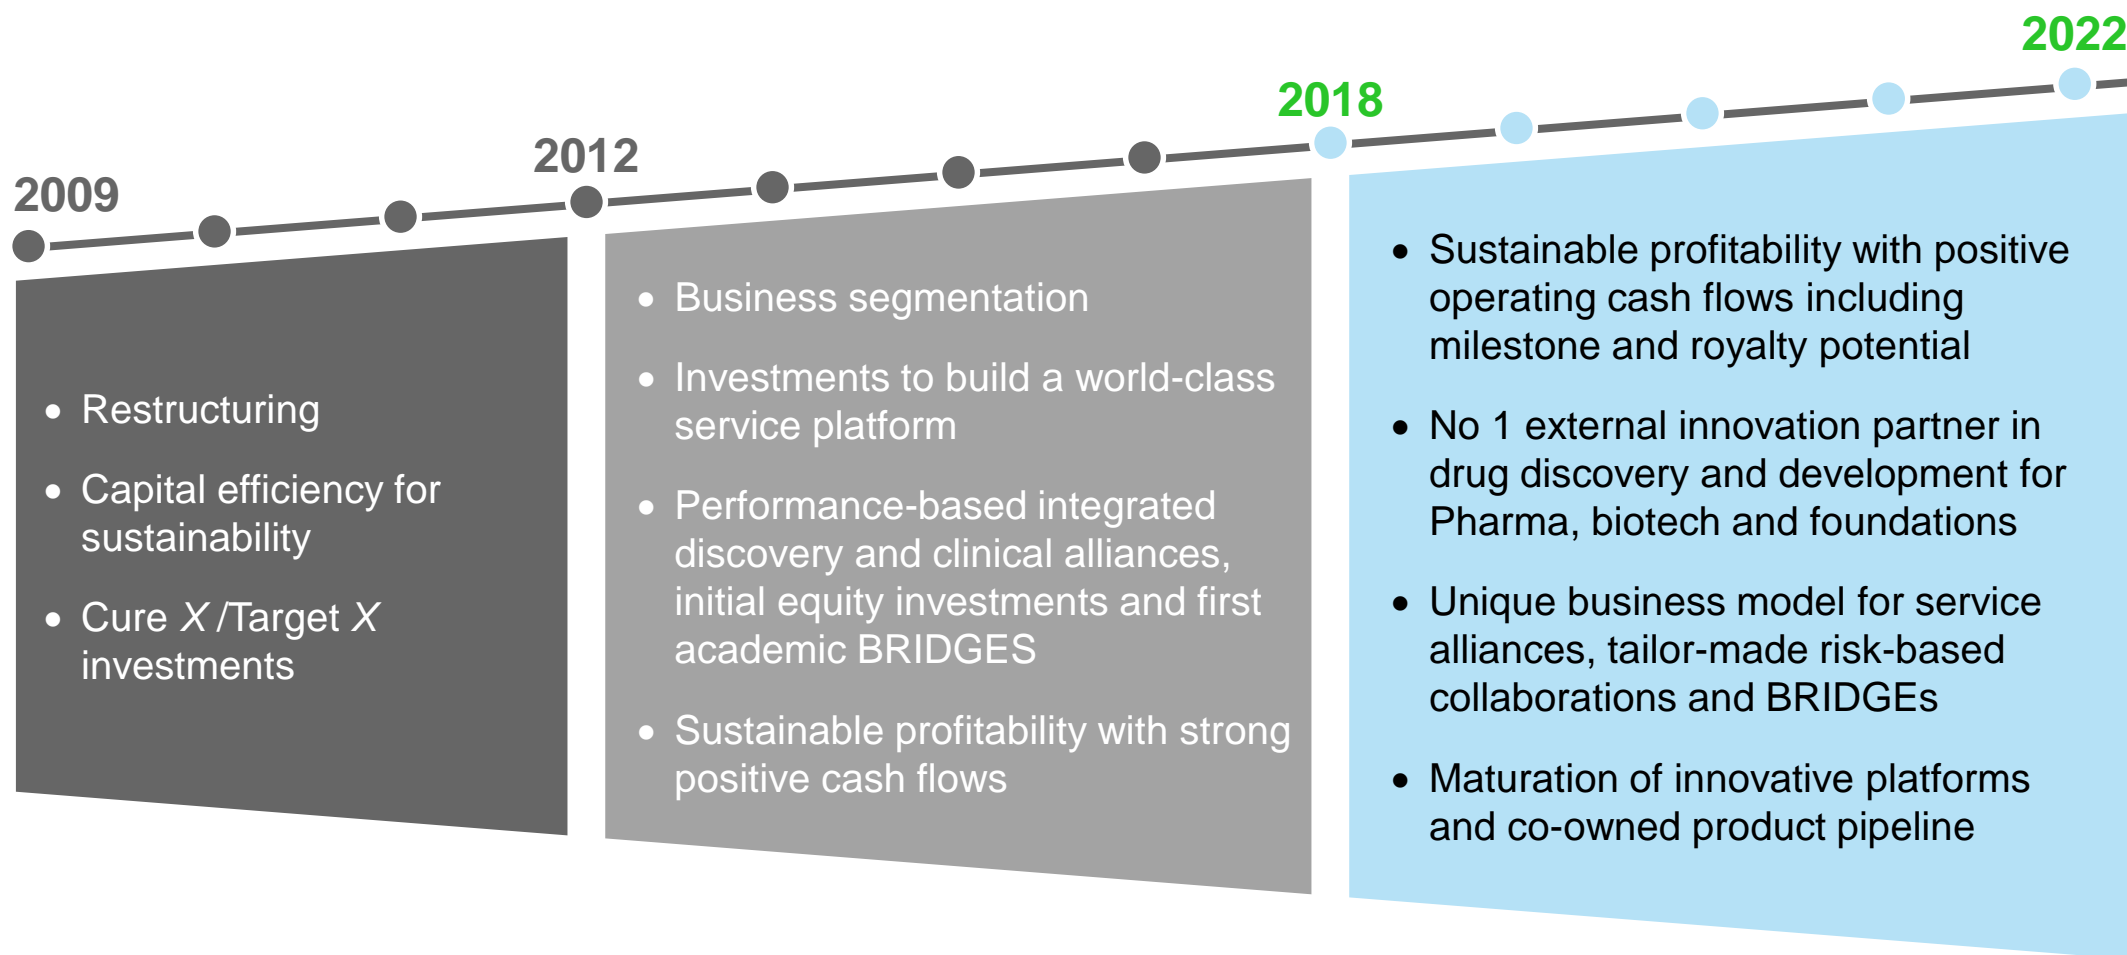 2009
2012
2018
2022
• Restructuring
• Capital efficiency for
sustainability
• Cure X /Target X
investments
• Business segmentation
• Investments to build a world-class
service platform
• Performance-based integrated
discovery and clinical alliances,
initial equity investments and first
academic BRIDGES
• Sustainable profitability with strong
positive cash flows
• Sustainable profitability with positive
operating cash flows including
milestone and royalty potential
• No 1 external innovation partner in
drug discovery and development for
Pharma, biotech and foundations
• Unique business model for service
alliances, tailor-made risk-based
collaborations and BRIDGEs
• Maturation of innovative platforms
and co-owned product pipeline